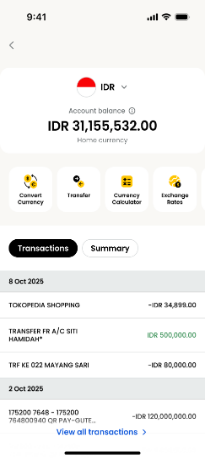 9:41
IDR
Account balance
IDR 31,155,532.00
Home currency
Convert
Currency
Transfer
Currency
Calculator
Exchange
Rates
Transactions
Summary
8 Oct 2025
TOKOPEDIA SHOPPING
-IDR 34,899.00
TRANSFER FR A/C SITI
HAMIDAH*
IDR 500,000.00
TRF KE 022 MAYANG SARI
-IDR 80,000.00
2 Oct 2025
175200 7648 - 175200
764800940 QR PAY-GUTE...
-IDR 120,000,000.00
View all transactions